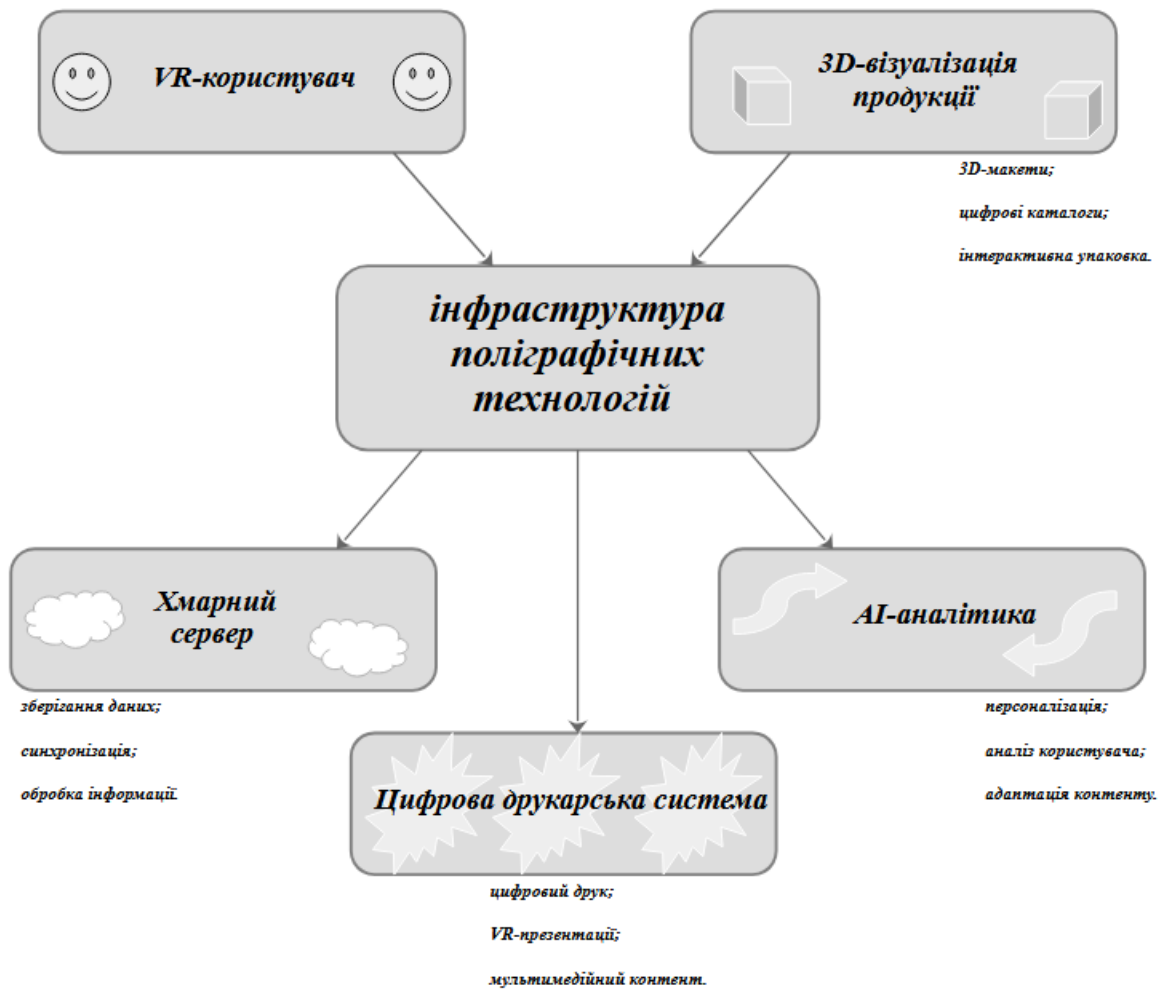 VR-користувач
3D-візуалізація
продукції
3D-макети;
цифрові каталоги;
інтерактивна упаковка.
інфраструктура
поліграфічних
технологій
Хмарний
сервер
зберігання даних;
синхронізація;
обробка інформації.
AI-аналітика
персоналізація;
аналіз користувача;
адаптація контенту.
Цифрова друкарська система
цифровий друк;
VR-презентації;
мультимедійний контент.